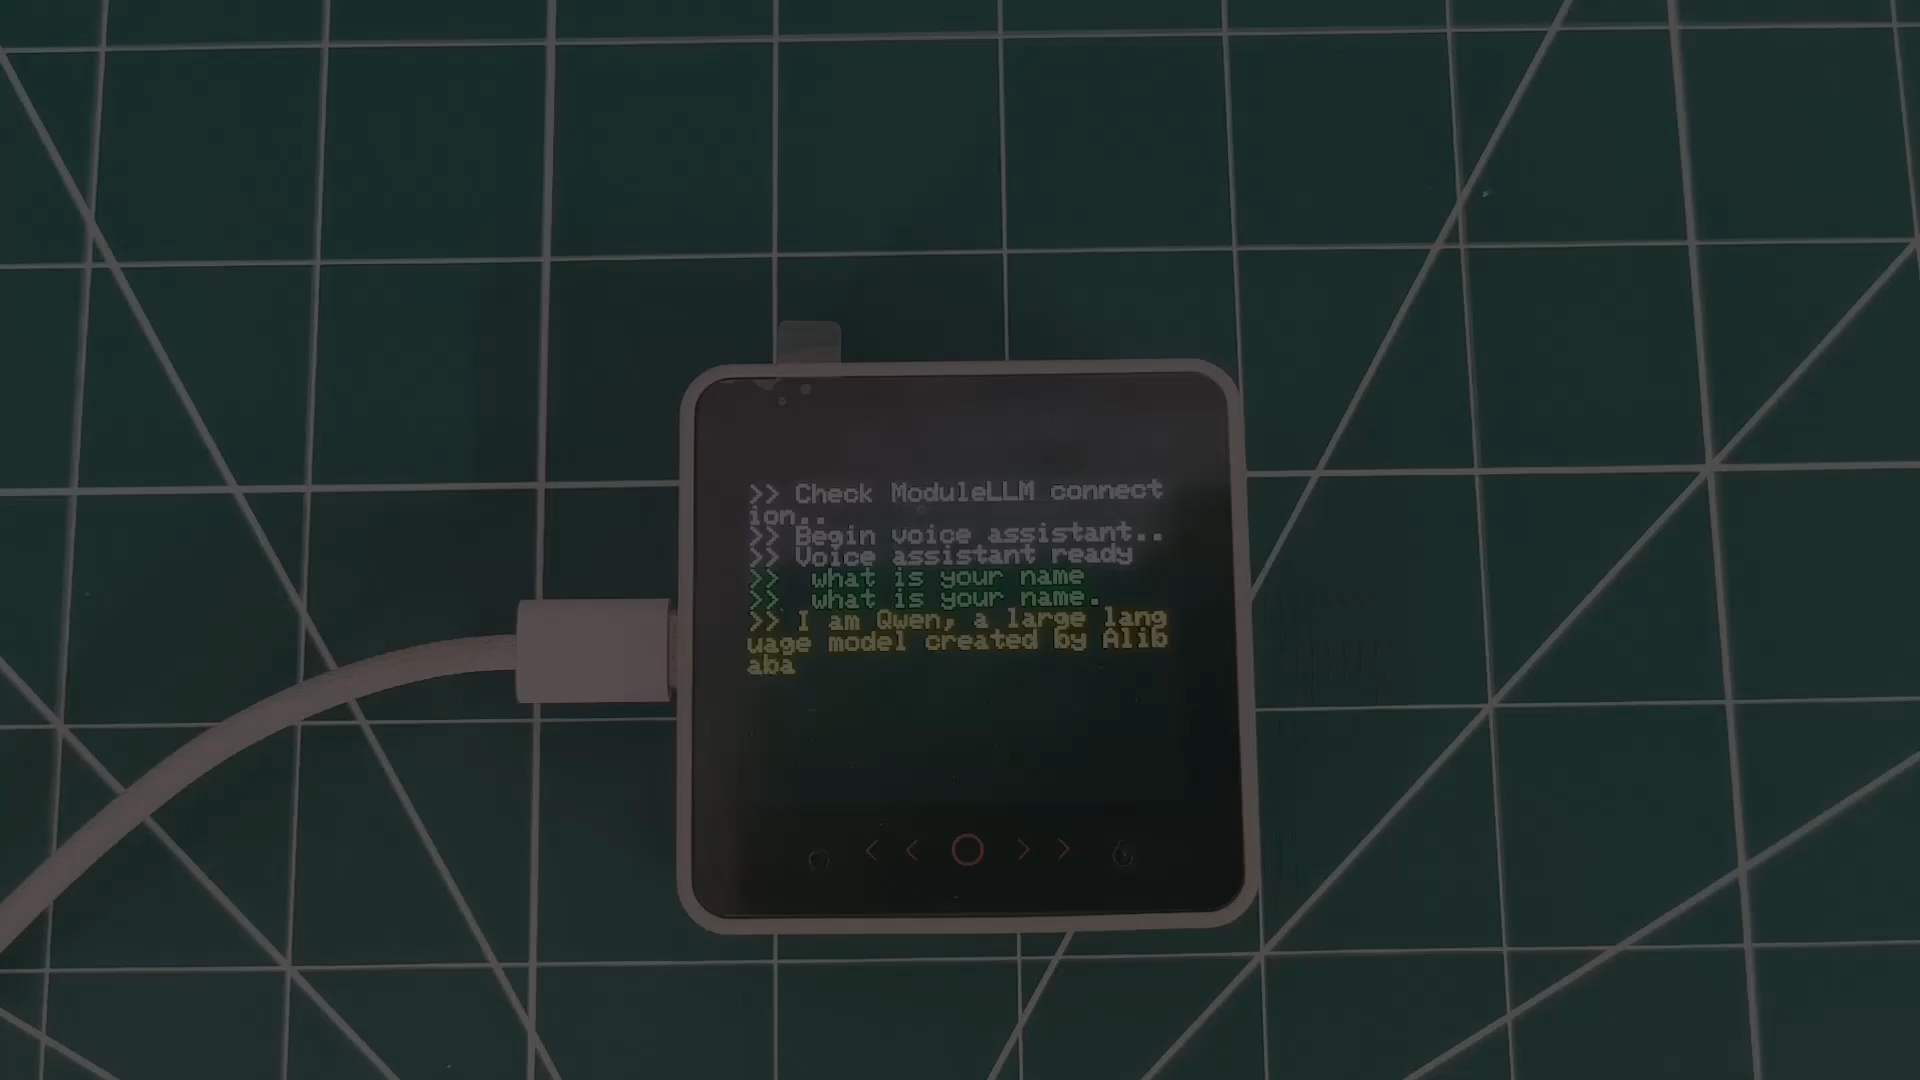 >> Check ModuleLLM connect
ion..
>> Begin voice assistant..
>> Voice assistant ready
>> what is your name
>> what is your name.
>> I am Qwen, a large lang
uage model created by Alib
aba